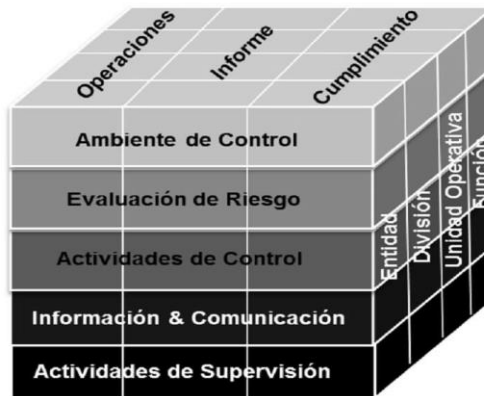 Operaciones
Informe
Cumplimiento
Ambiente de Control
Evaluación de Riesgo
Actividades de Control
Información & Comunicación
Actividades de Supervisión
Entidad
División
Unidad Operativa
Función